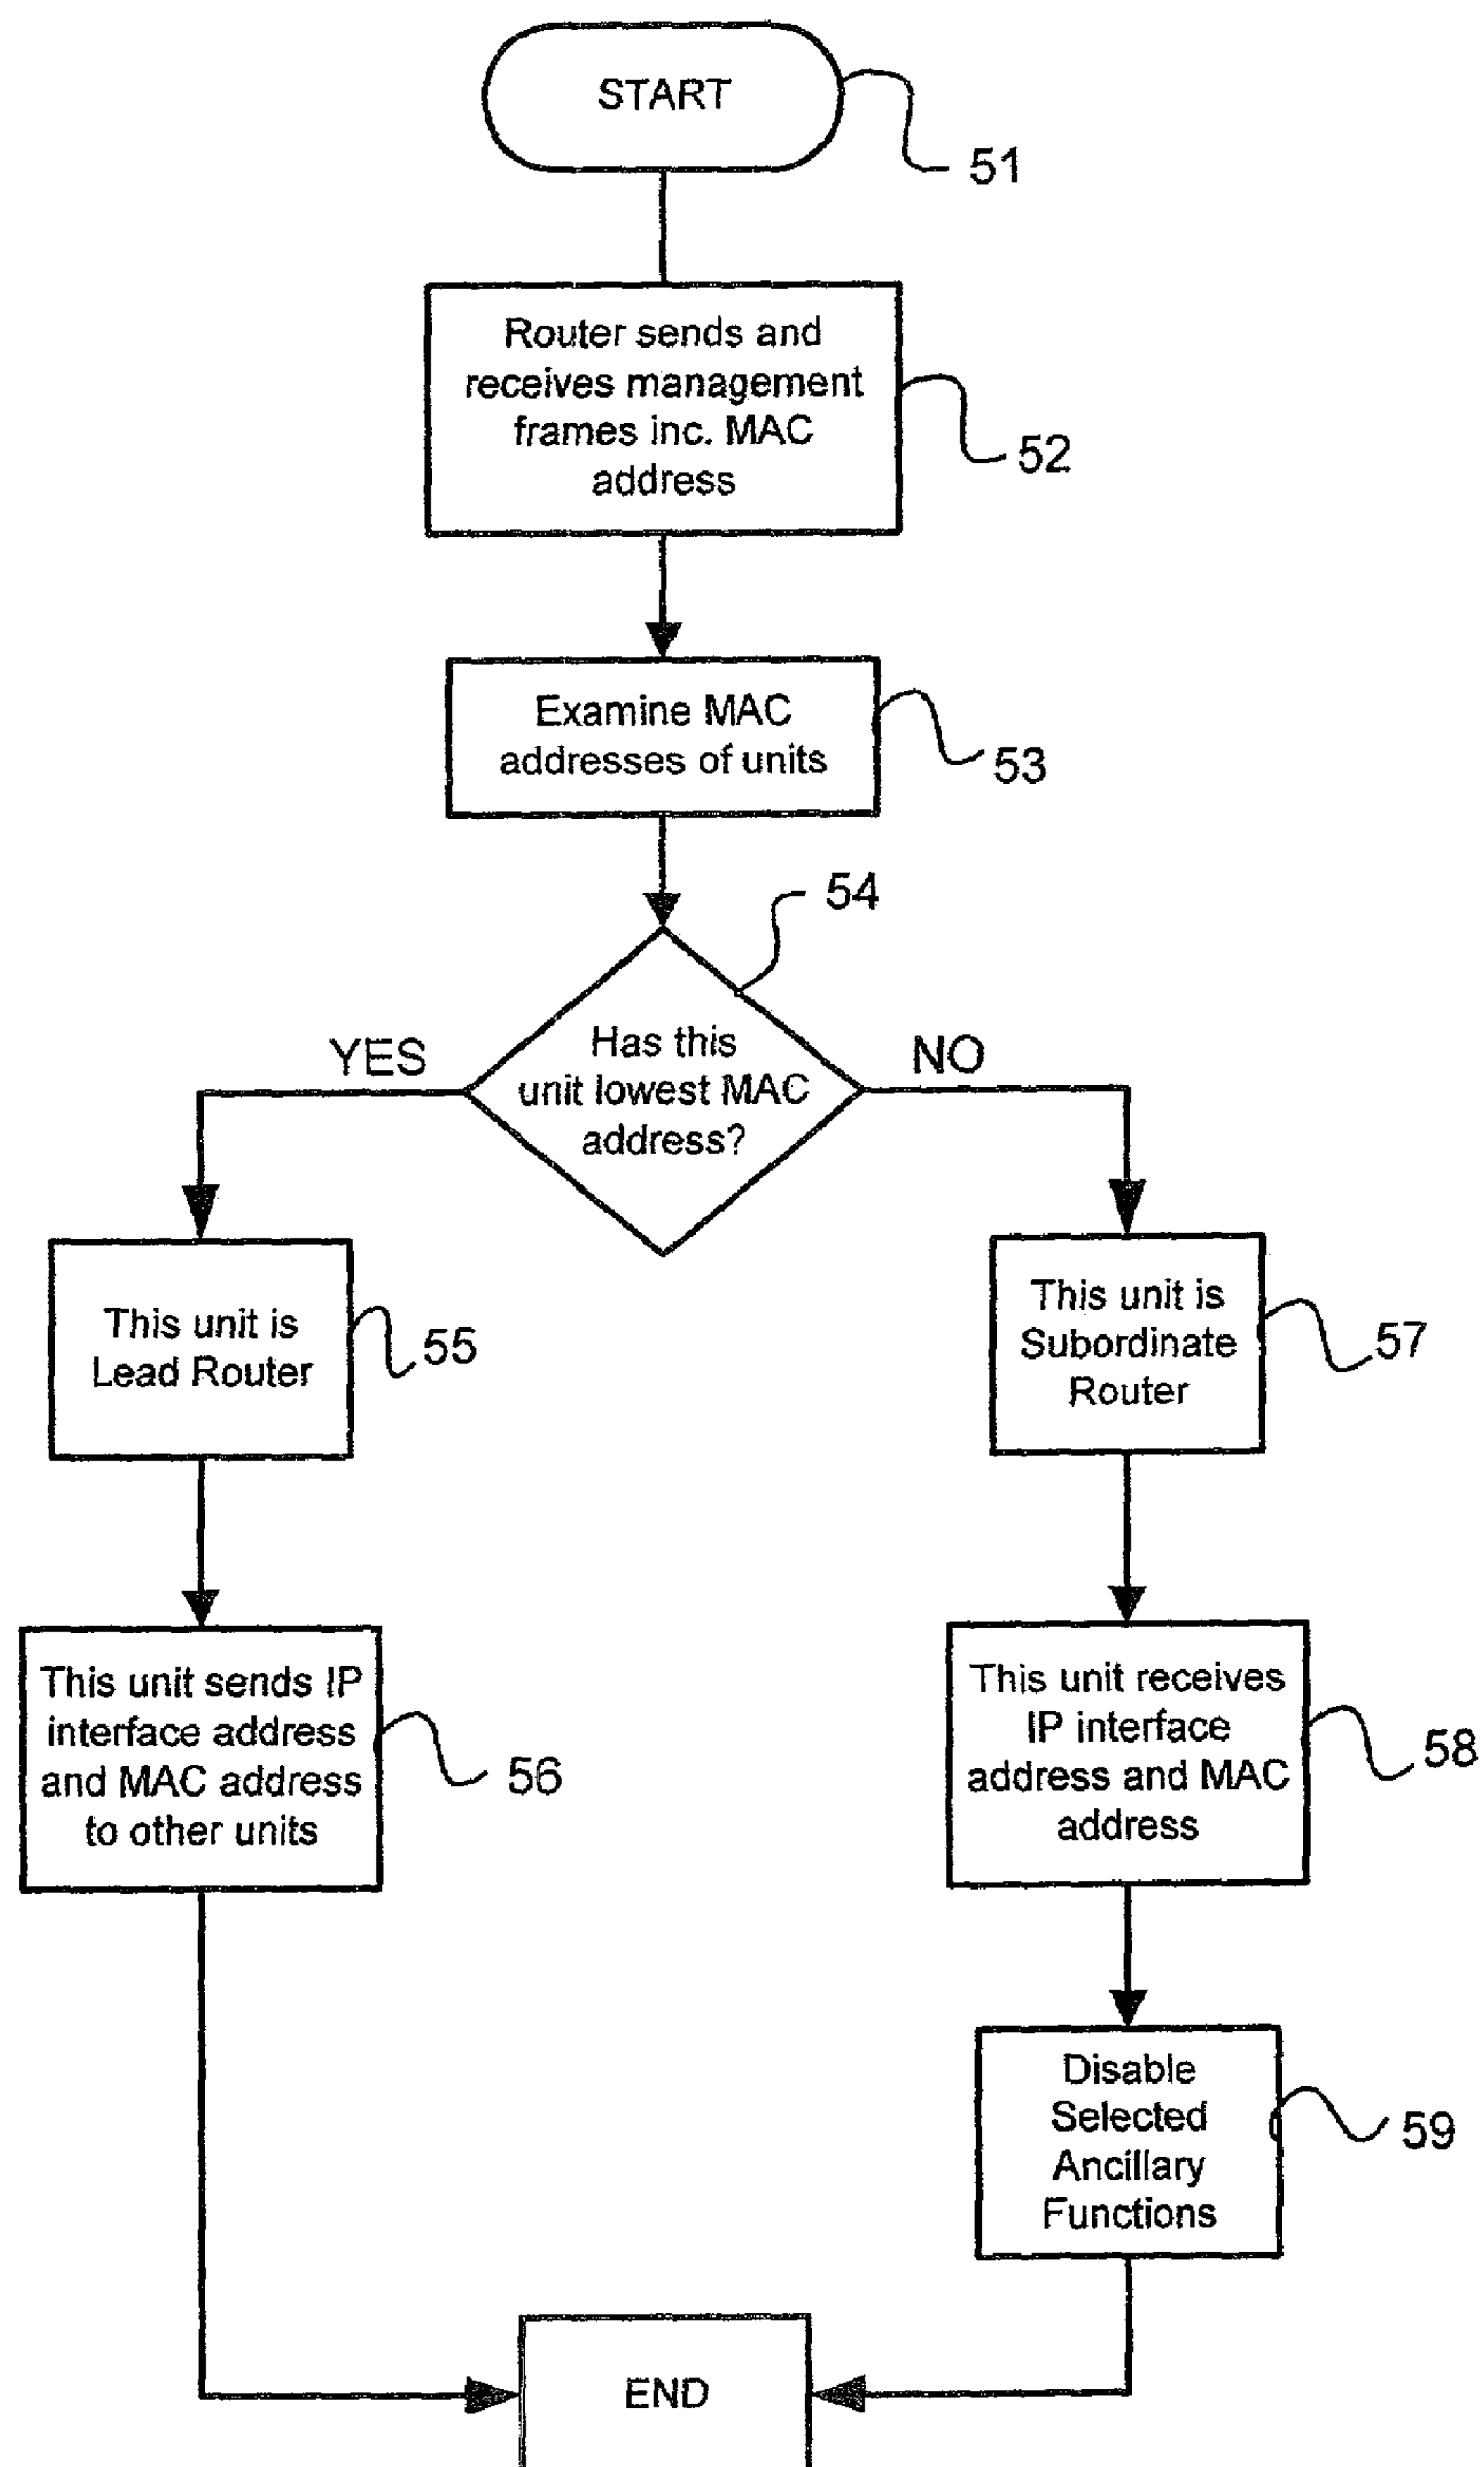 START
51
Router sends and
receives management
frames inc. MAC
address
52
Examine MAC
addresses of units
53
54
Has this
unit lowest MAC
address?
YES
NO
This unit is
Lead Router
55
This unit is
Subordinate
Router
57
This unit sends IP
interface address
and MAC address
to other units
56
This unit receives
IP interface
address and MAC
address
58
Disable
Selected
Ancillary
Functions
59
END